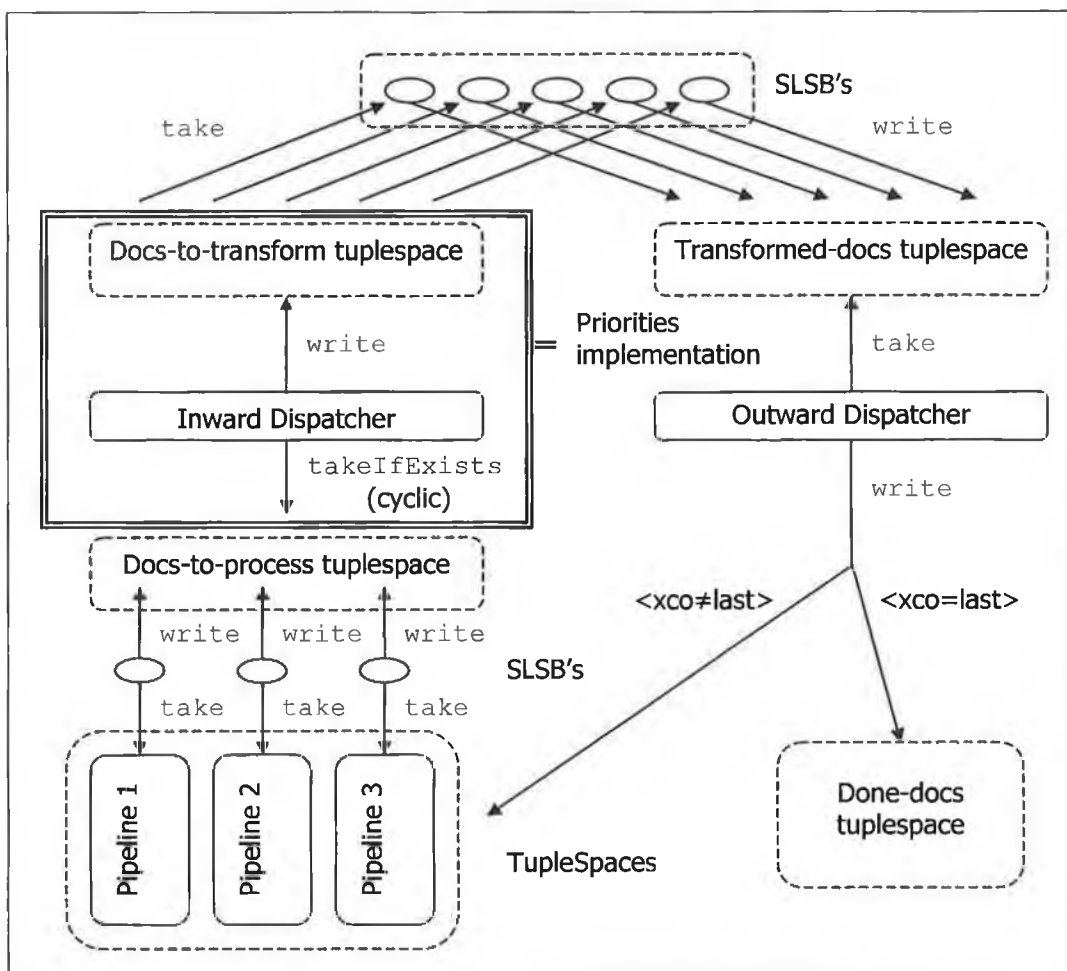 SLSB's
take
write
Docs-to-transform tuplespace
Transformed-docs tuplespace
write
= Priorities
implementation
take
Inward Dispatcher
Outward Dispatcher
takeIfExists
(cyclic)
write
Docs-to-process tuplespace
<xco≠last>
<xco=last>
write
write
write
SLSB's
take
take
take
Pipeline 1
Pipeline 2
Pipeline 3
Done-docs
tuplespace
TupleSpaces